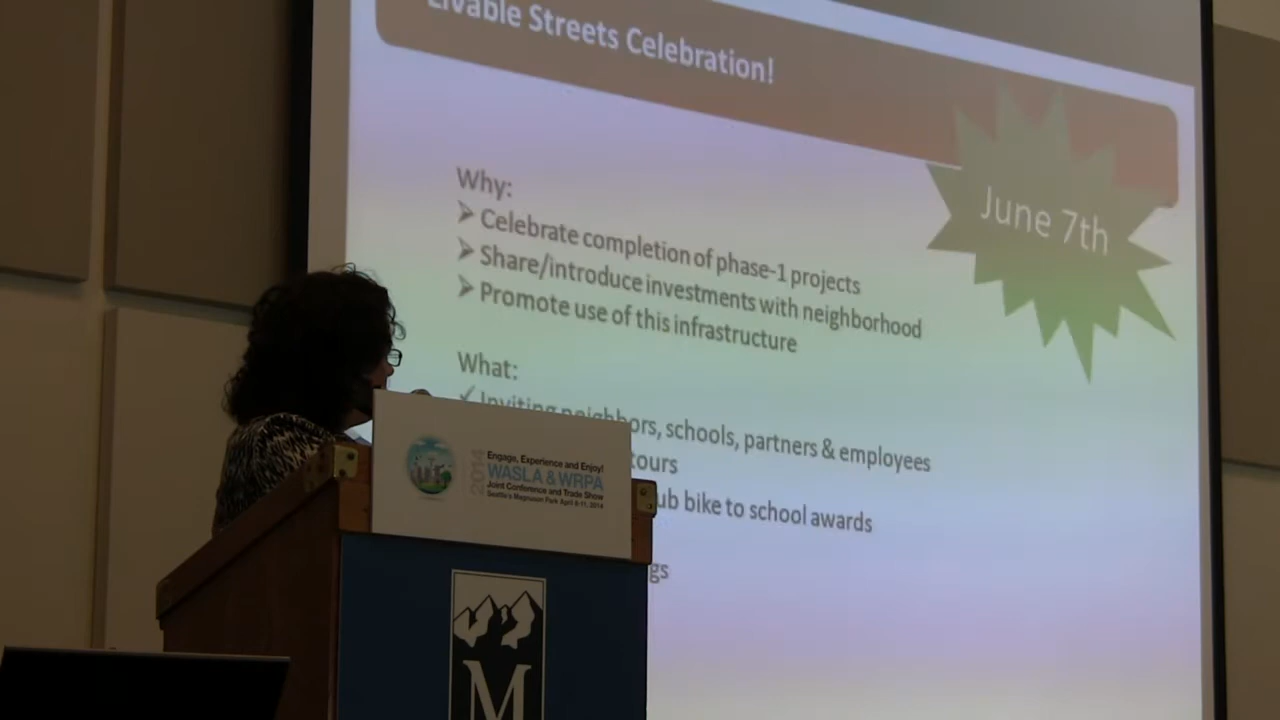 Livable Streets Celebration!
June 7th
Why:
➢ Celebrate completion of phase-1 projects
➢ Share/introduce investments with neighborhood
➢ Promote use of this infrastructure
What:
✓ Inviting neighbors, schools, partners & employees
tours
ub bike to school awards
gs
2014
Engage, Experience and Enjoy!
WASLA & WRPA
Joint Conference and Trade Show
Seattle's Magnuson Park April 8-11, 2014
M